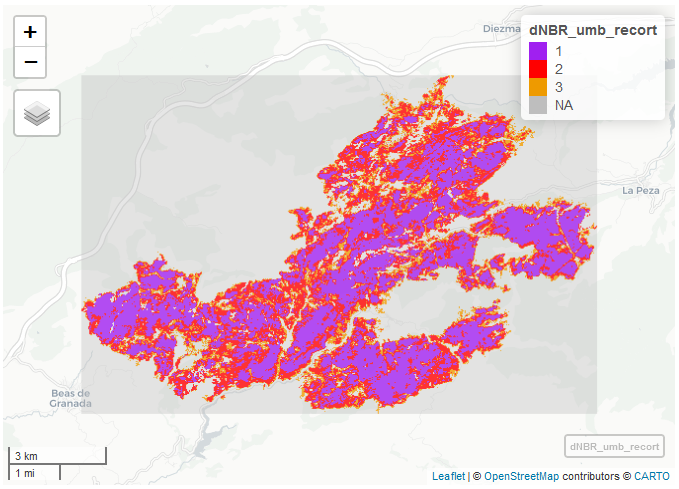 +
−
Diezma
dNBR_umb_recort
1
2
3
NA
La Peza
Beas de
Granada
3 km
1 mi
dNBR_umb_recort
Leaflet | © OpenStreetMap contributors © CARTO